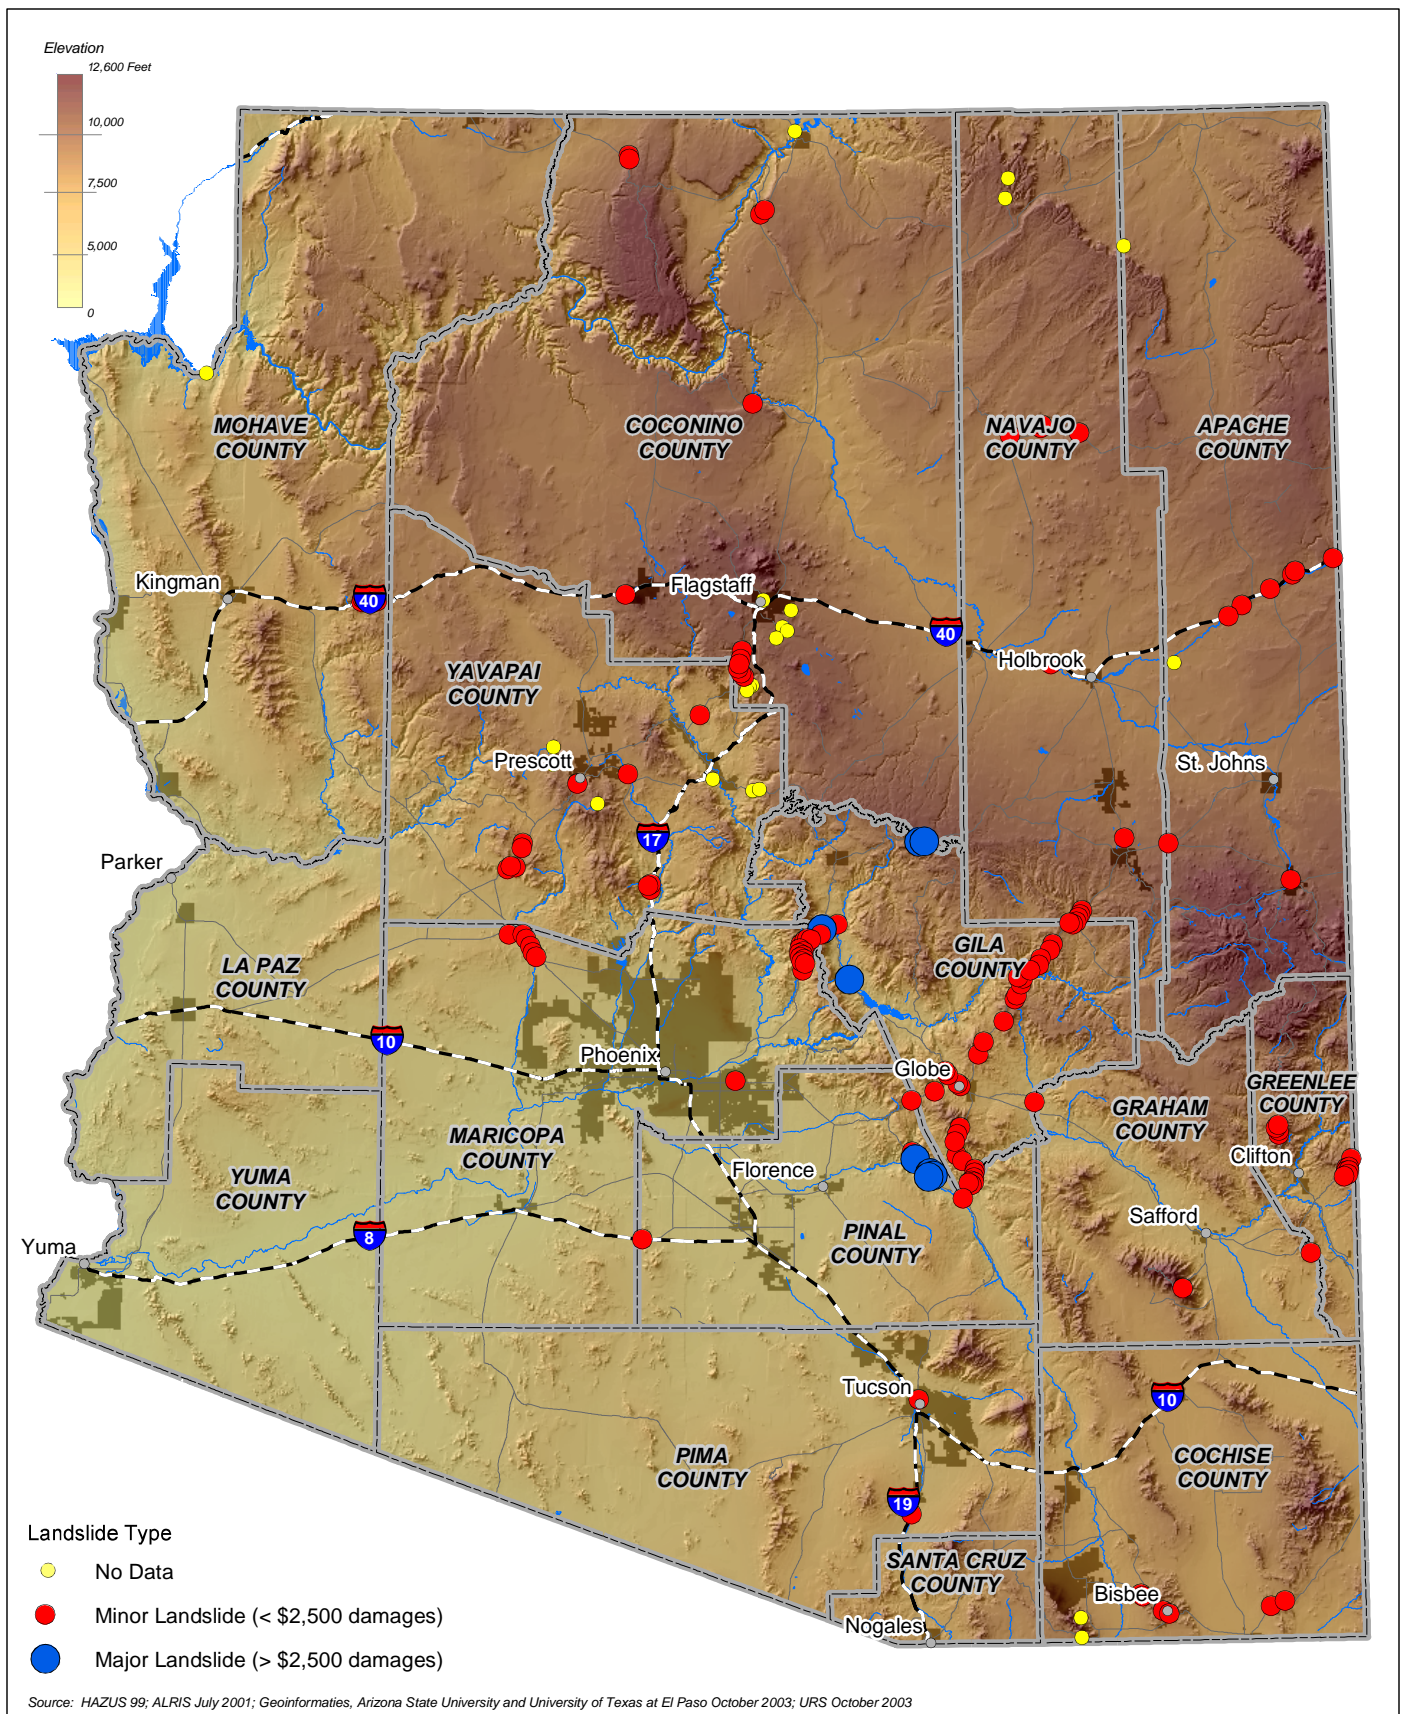 Elevation
12,600 Feet
10,000
7,500
5,000
0
MOHAVE
COUNTY
COCONINO
COUNTY
NAVAJO
COUNTY
APACHE
COUNTY
Kingman
40
Flagstaff
40
Holbrook
YAVAPAI
COUNTY
Prescott
St. Johns
17
Parker
LA PAZ
COUNTY
GILA
COUNTY
10
Phoenix
Globe
GREENLEE
COUNTY
GRAHAM
COUNTY
MARICOPA
COUNTY
Clifton
Florence
YUMA
COUNTY
Safford
PINAL
COUNTY
8
Yuma
Tucson
10
PIMA
COUNTY
COCHISE
COUNTY
19
SANTA CRUZ
COUNTY
Bisbee
Nogales
Landslide Type
No Data
Minor Landslide (< $2,500 damages)
Major Landslide (> $2,500 damages)
Source: HAZUS 99; ALRIS July 2001; Geoinformaties, Arizona State University and University of Texas at El Paso October 2003; URS October 2003